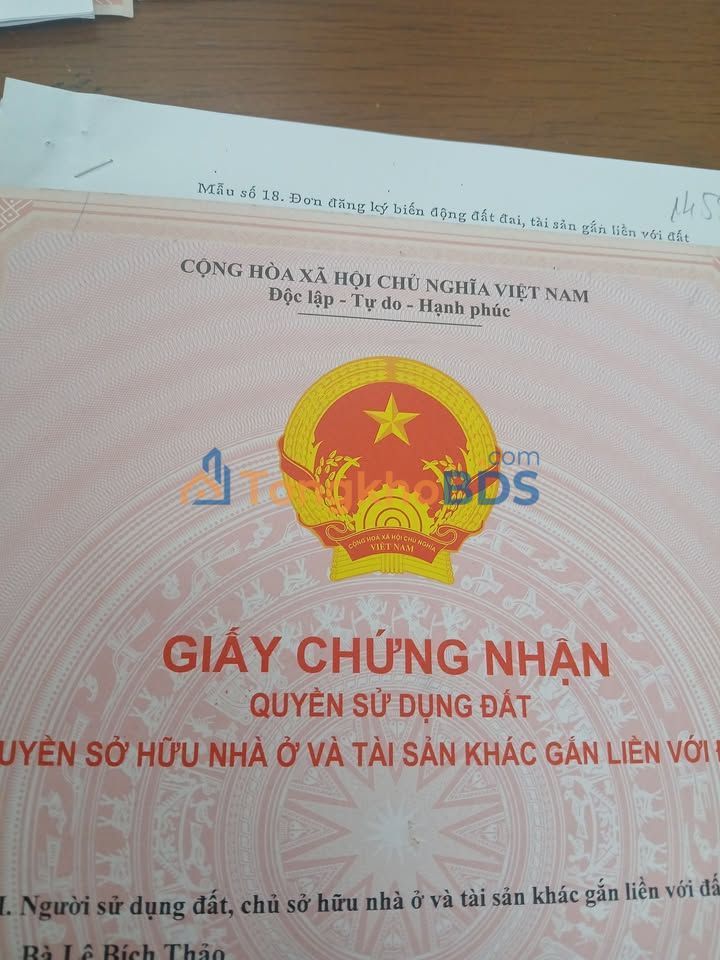 Mẫu số 18. Đơn đăng ký biến động đất đai, tài sản gắn liền với đất
145
CỘNG HÒA XÃ HỘI CHỦ NGHĨA VIỆT NAM
Độc lập - Tự do - Hạnh phúc
TongkhoBDS.com
CỘNG HÒA XÃ HỘI CHỦ NGHĨA
VIỆT NAM
GIẤY CHỨNG NHẬN
QUYỀN SỬ DỤNG ĐẤT
UYỀN SỞ HỮU NHÀ Ở VÀ TÀI SẢN KHÁC GẮN LIỀN VỚI Đ
I. Người sử dụng đất, chủ sở hữu nhà ở và tài sản khác gắn liền với đấ
Bà Lê Bích Thảo